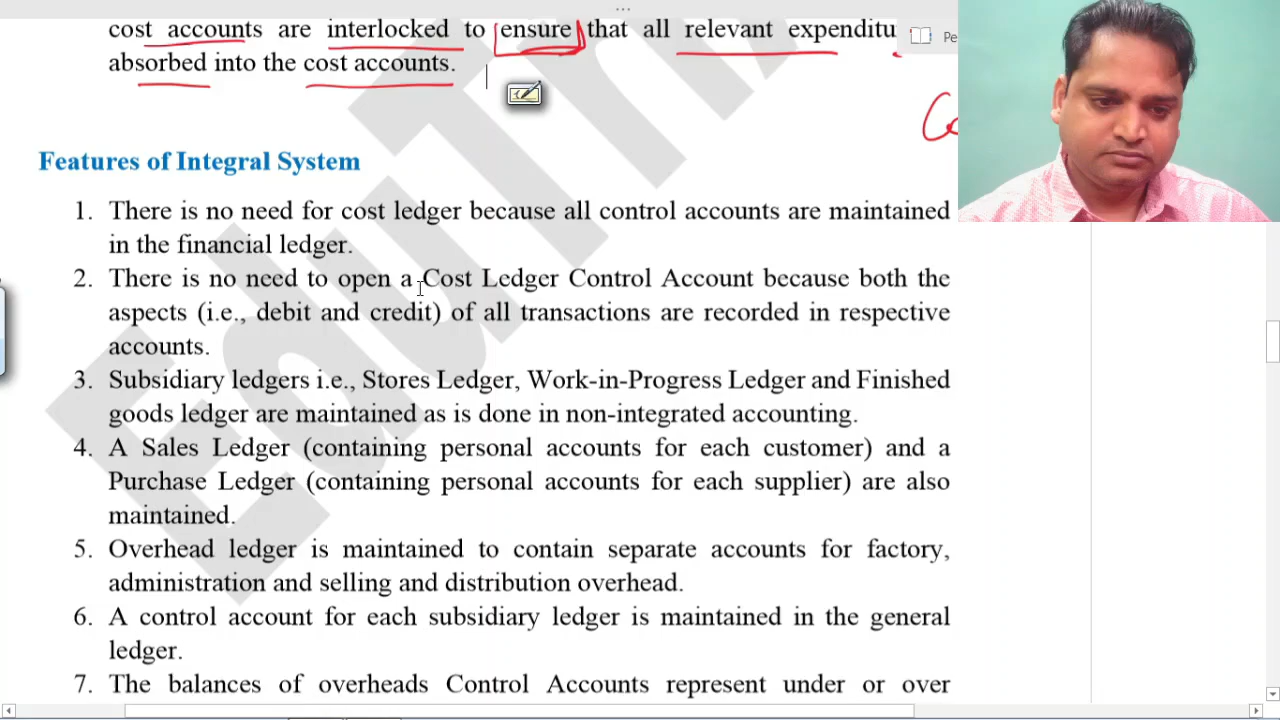 cost accounts are interlocked to ensure that all relevant expenditu
absorbed into the cost accounts.
Features of Integral System
1. There is no need for cost ledger because all control accounts are maintained
in the financial ledger.
2. There is no need to open a Cost Ledger Control Account because both the
aspects (i.e., debit and credit) of all transactions are recorded in respective
accounts.
3. Subsidiary ledgers i.e., Stores Ledger, Work-in-Progress Ledger and Finished
goods ledger are maintained as is done in non-integrated accounting.
4. A Sales Ledger (containing personal accounts for each customer) and a
Purchase Ledger (containing personal accounts for each supplier) are also
maintained.
5. Overhead ledger is maintained to contain separate accounts for factory,
administration and selling and distribution overhead.
6. A control account for each subsidiary ledger is maintained in the general
ledger.
7. The balances of overheads Control Accounts represent under or over